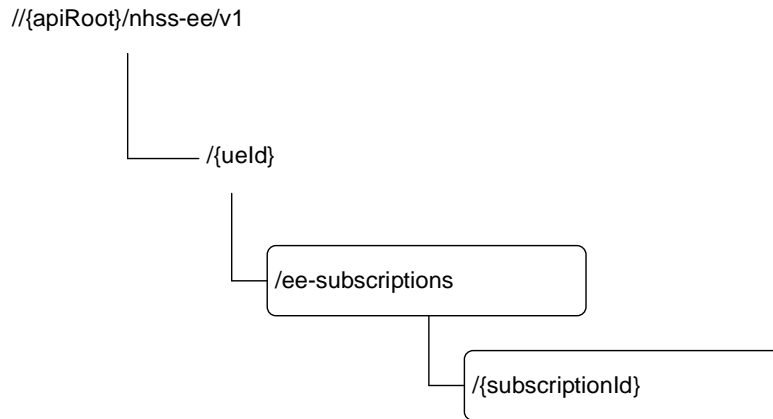 //{apiRoot}/nhss-ee/v1
/{ueId}
/ee-subscriptions
/{subscriptionId}